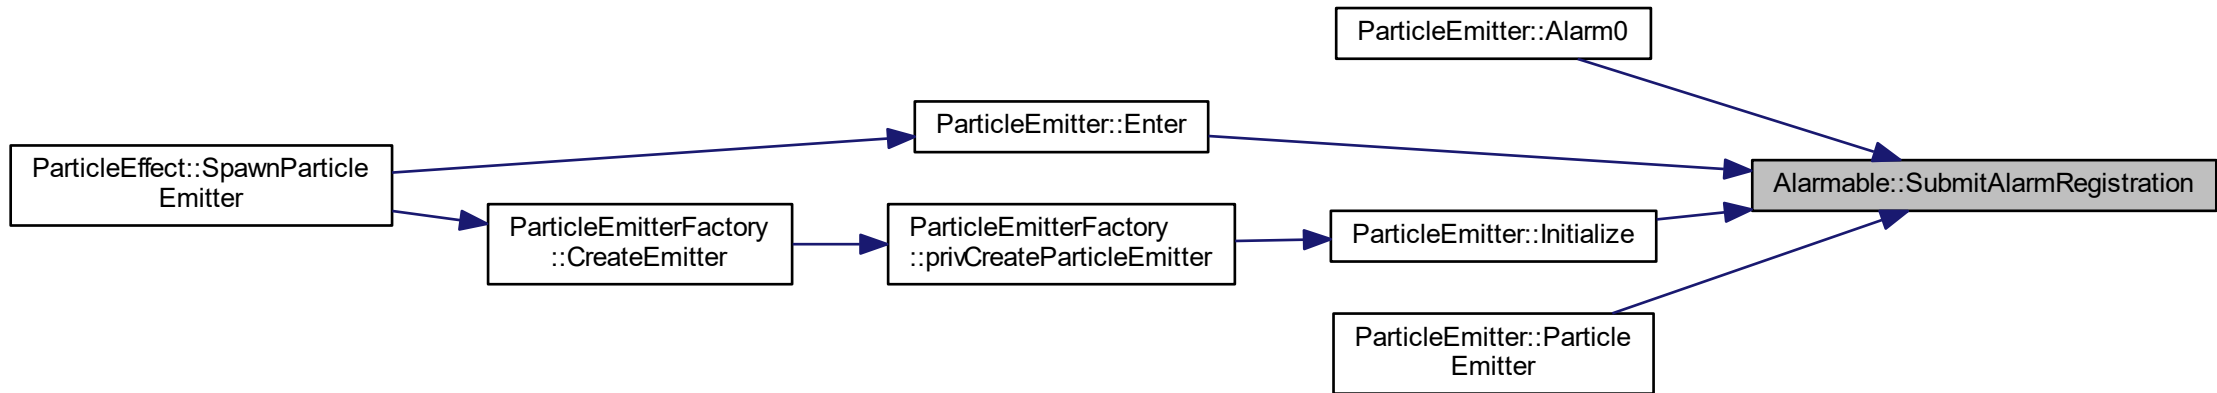 ParticleEmitter::Alarm0
ParticleEmitter::Enter
ParticleEffect::SpawnParticle
Emitter
Alarmable::SubmitAlarmRegistration
ParticleEmitterFactory
::CreateEmitter
ParticleEmitterFactory
::privCreateParticleEmitter
ParticleEmitter::Initialize
ParticleEmitter::Particle
Emitter